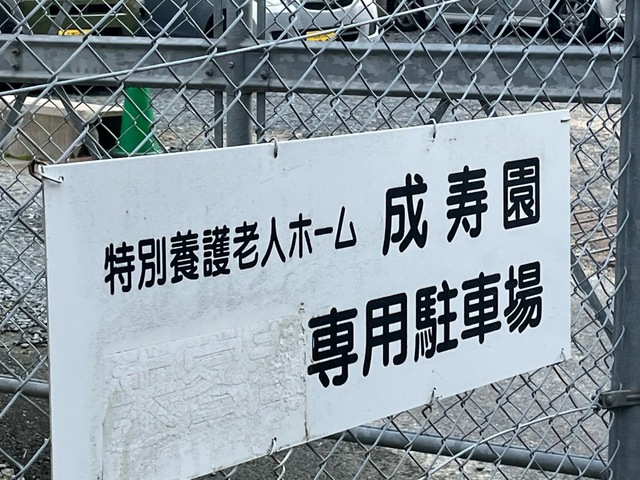 特別養護老人ホーム 成寿園
専用駐車場